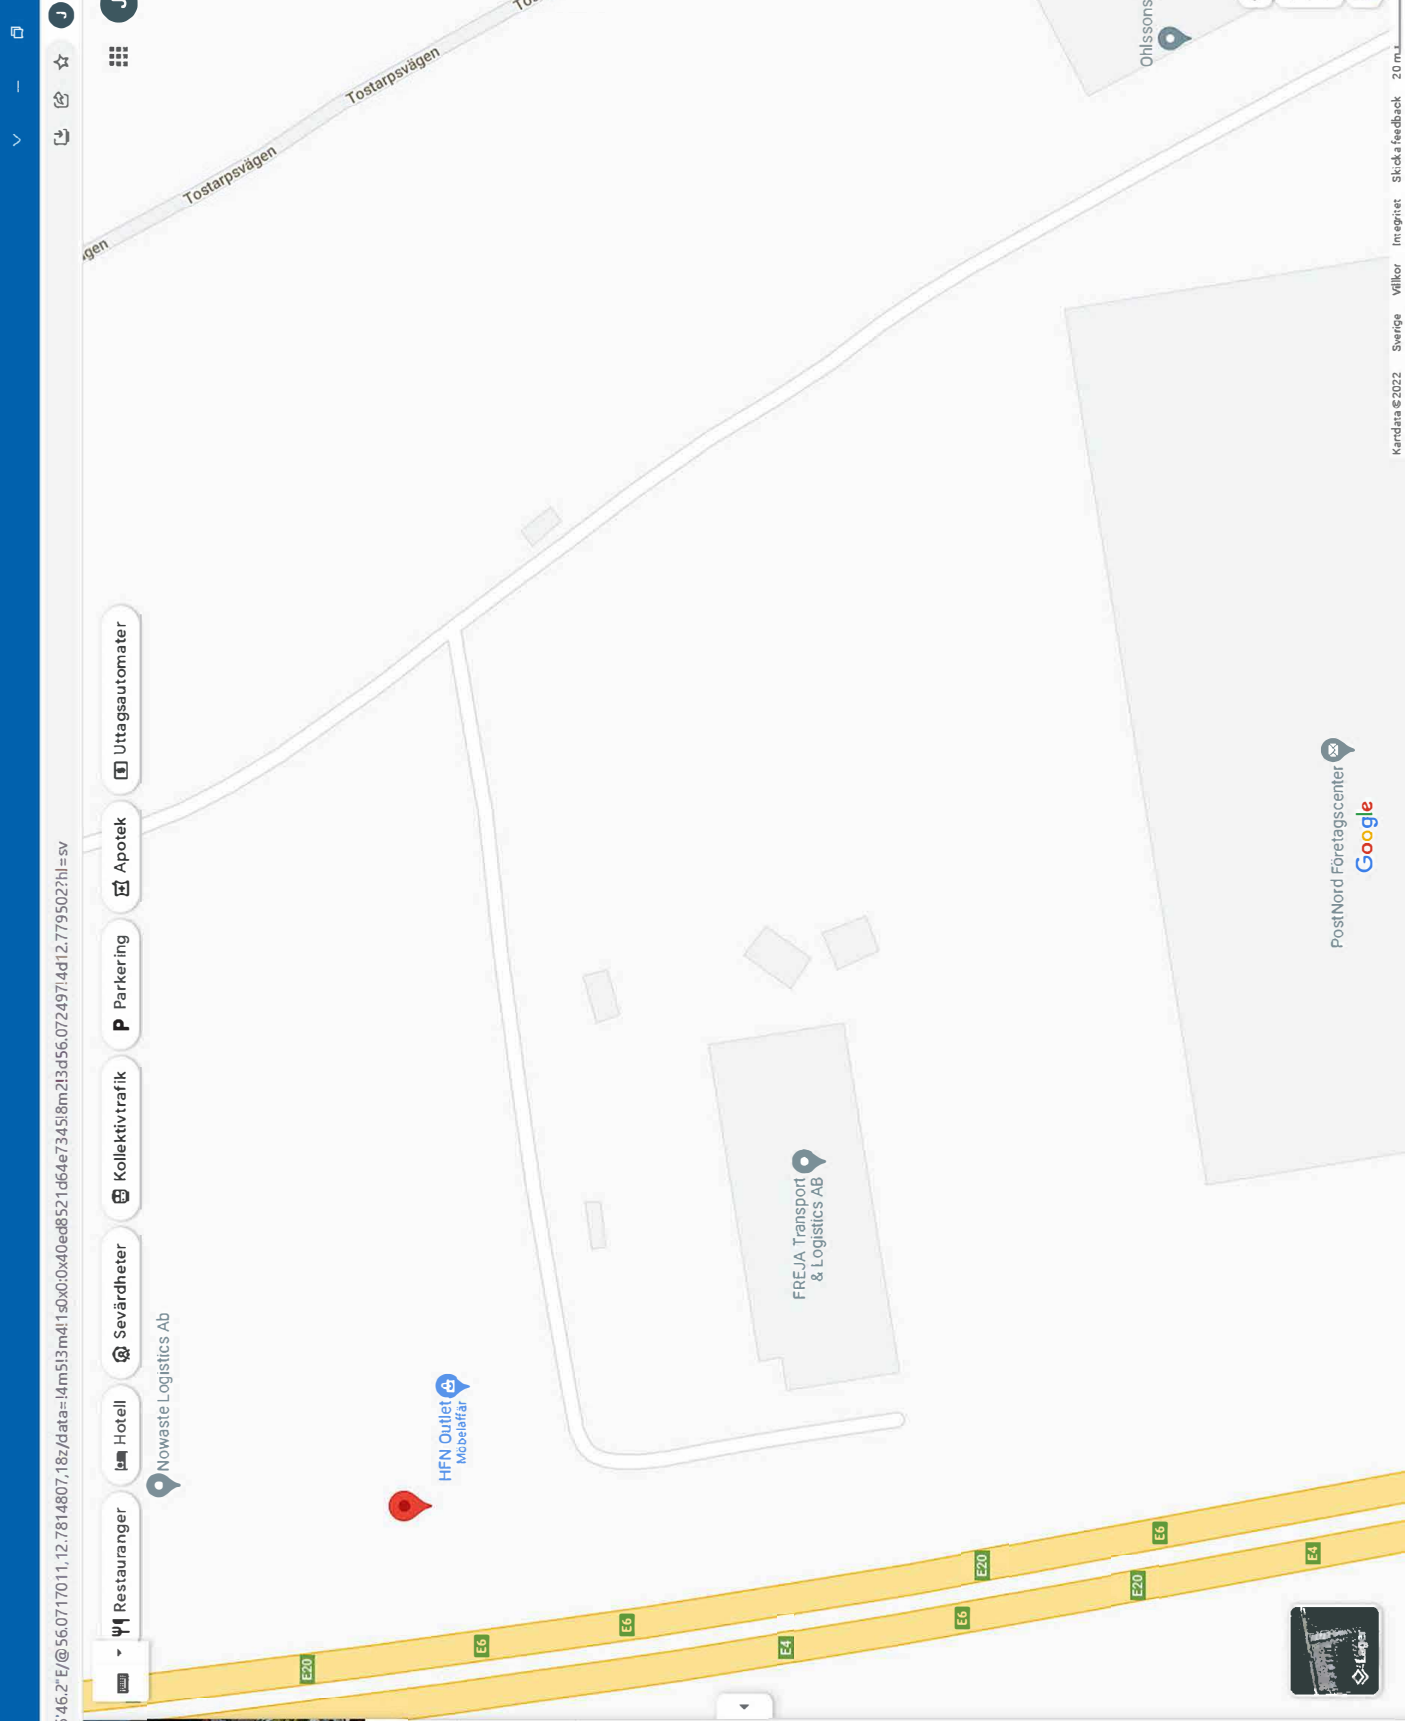 5'46.2"E/@56.0717011,12.7814807,18z/data=!4m5!3m4!1s0x0:0x40ed8521d64e7345!8m2!3d56.072497!4d12.779502?hl=sv
J
J
Restauranger
Hotell
Sevärdheter
Kollektivtrafik
P Parkering
Apotek
Uttagsautomater
Nowaste Logistics Ab
ägen
Tostarpsvägen
Tostarpsvägen
HFN Outlet
Möbelaffär
FREJA Transport
& Logistics AB
Ohlssons
PostNord Företagscenter
E20
E6
E6
E4
E6
E20
E20
E6
E4
Lager
Google
Kartdata ©2022 Sverige Villkor Integritet Skicka feedback 20 m